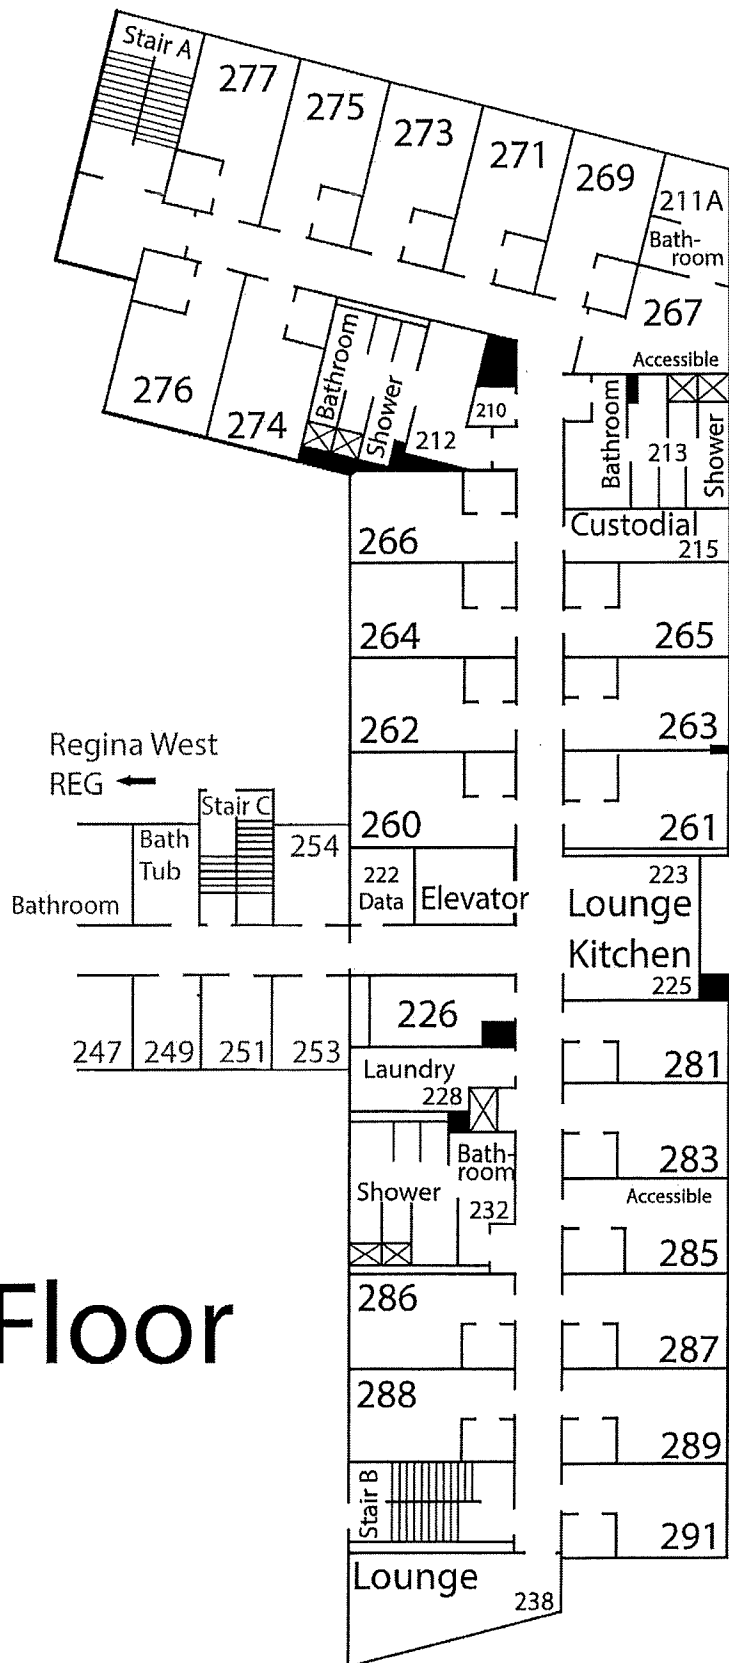 Stair A
277
275
273
271
269
211A
Bath-
room
267
Accessible
276
274
Bathroom
Shower
212
210
Bathroom
213
Shower
Custodial
215
266
264
265
262
263
Regina West
REG
Stair C
260
261
Bath
Tub
254
222
Data
Elevator
223
Lounge
Kitchen
225
Bathroom
226
247
249
251
253
281
Laundry
228
Bath-
room
283
Shower
232
Accessible
285
286
Floor
287
288
289
Stair B
291
Lounge
238